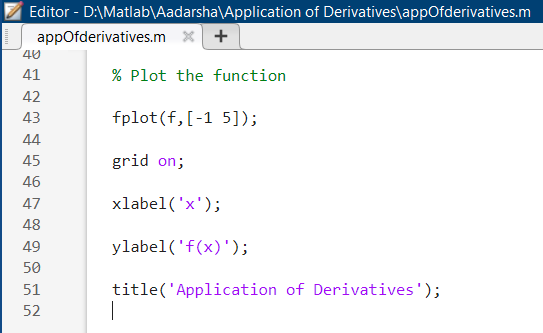 Editor - D:\Matlab\Aadarsha\Application of Derivatives\appOfderivatives.m
appOfderivatives.m × +
40
41 % Plot the function
42
43 fplot(f,[-1 5]);
44
45 grid on;
46
47 xlabel('x');
48
49 ylabel('f(x)');
50
51 title('Application of Derivatives');
52